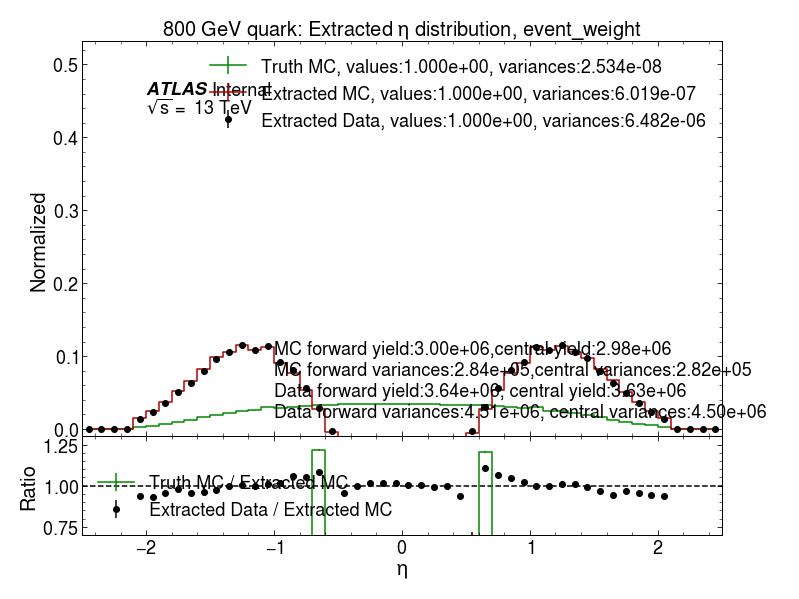 800 GeV quark: Extracted η distribution, event_weight
Truth MC, values:1.000e+00, variances:2.534e-08
ATLAS Internal
Extracted MC, values:1.000e+00, variances:6.019e-07
√s = 13 TeV
Extracted Data, values:1.000e+00, variances:6.482e-06
Normalized
0.5
0.4
0.3
0.2
0.1
0.0
MC forward yield:3.00e+06,central yield:2.98e+06
MC forward variances:2.84e+05,central variances:2.82e+05
Data forward yield:3.64e+06, central yield:3.63e+06
Data forward variances:4.51e+06, central variances:4.50e+06
Ratio
1.25
1.00
0.75
Truth MC / Extracted MC
Extracted Data / Extracted MC
−2 −1 0 1 2
η